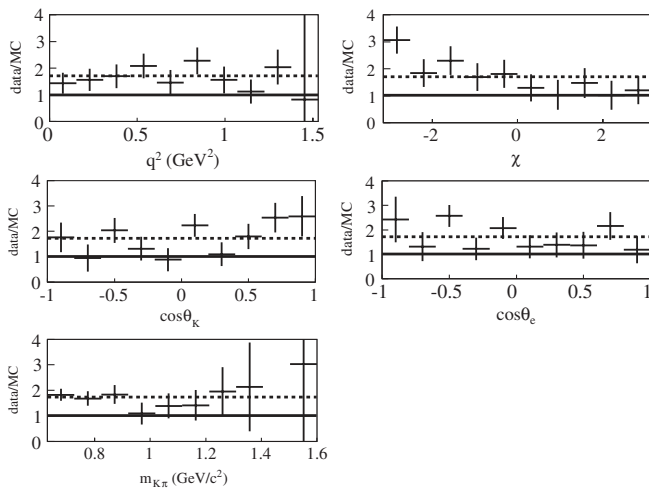 4 4
data/MC 3 data/MC 3
2 2
1 1
0 0
0 0.5 1 1.5 -2 0 2
q² (GeV²) χ
4 4
data/MC 3 data/MC 3
2 2
1 1
0 0
-1 -0.5 0 0.5 1 -1 -0.5 0 0.5 1
cosθ_K cosθ_e
4
data/MC 3
2
1
0
0.8 1 1.2 1.4 1.6
m_Kπ (GeV/c²)